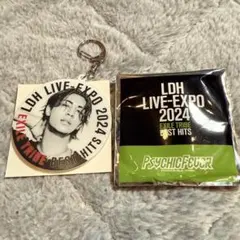 LDH LIVE-EXPO 2024
EXILE TRIBE BEST HITS
LDH
LIVE-EXPO
2024
EXILE TRIBE
BEST HITS
PSYCHIC FEVER